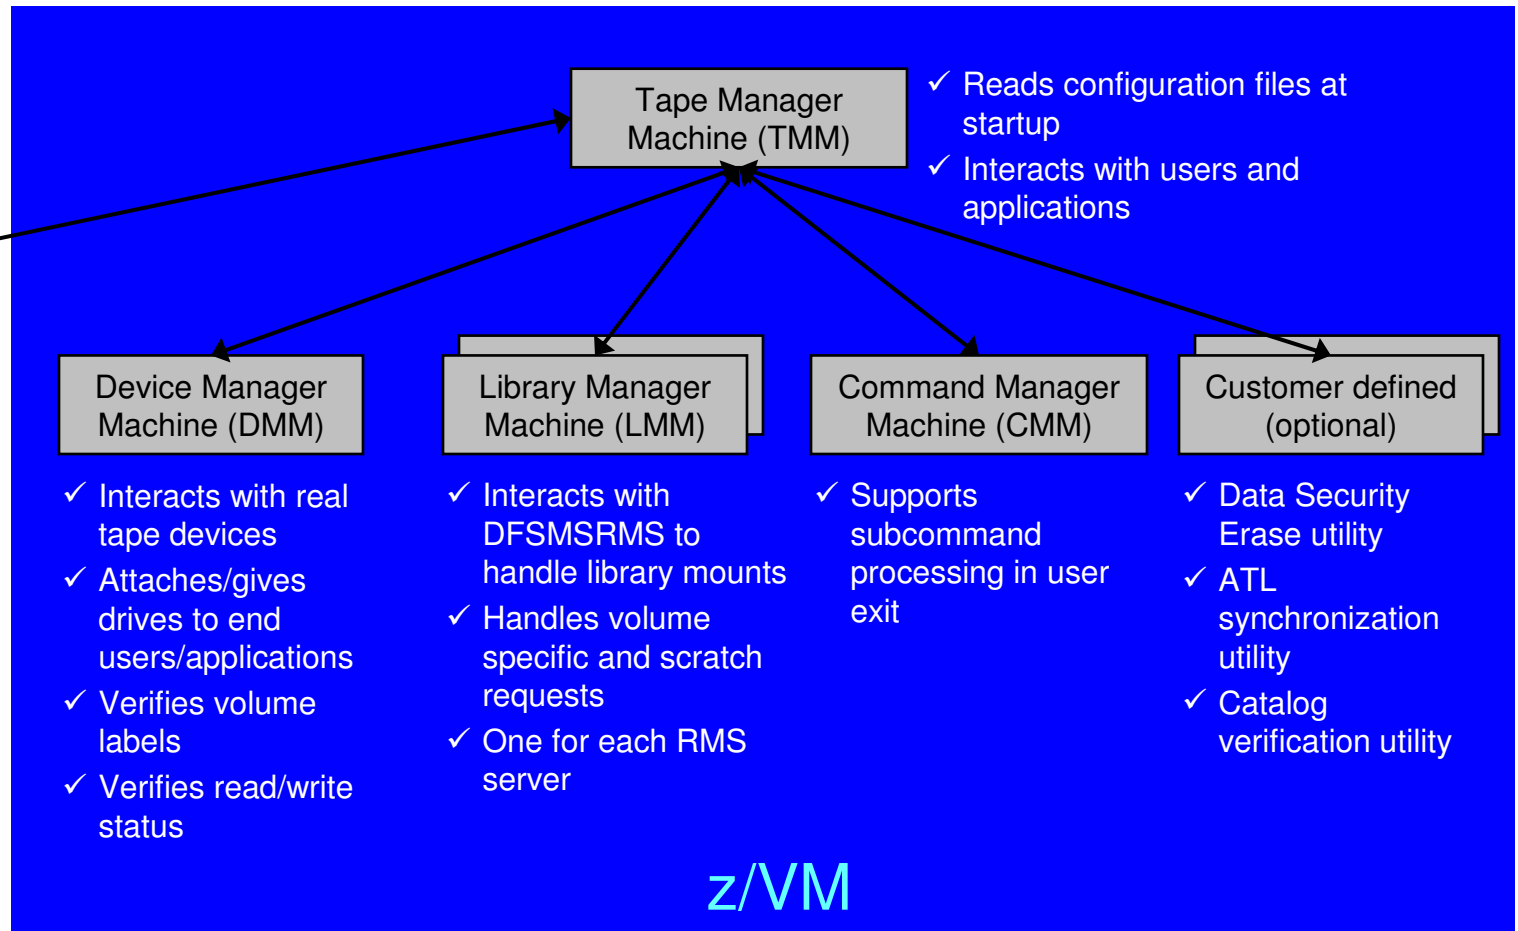 Tape Manager
Machine (TMM)
✓ Reads configuration files at
startup
✓ Interacts with users and
applications
Device Manager
Machine (DMM)
✓ Interacts with real
tape devices
✓ Attaches/gives
drives to end
users/applications
✓ Verifies volume
labels
✓ Verifies read/write
status
Library Manager
Machine (LMM)
✓ Interacts with
DFSMSRMS to
handle library mounts
✓ Handles volume
specific and scratch
requests
✓ One for each RMS
server
Command Manager
Machine (CMM)
✓ Supports
subcommand
processing in user
exit
Customer defined
(optional)
✓ Data Security
Erase utility
✓ ATL
synchronization
utility
✓ Catalog
verification utility
z/VM